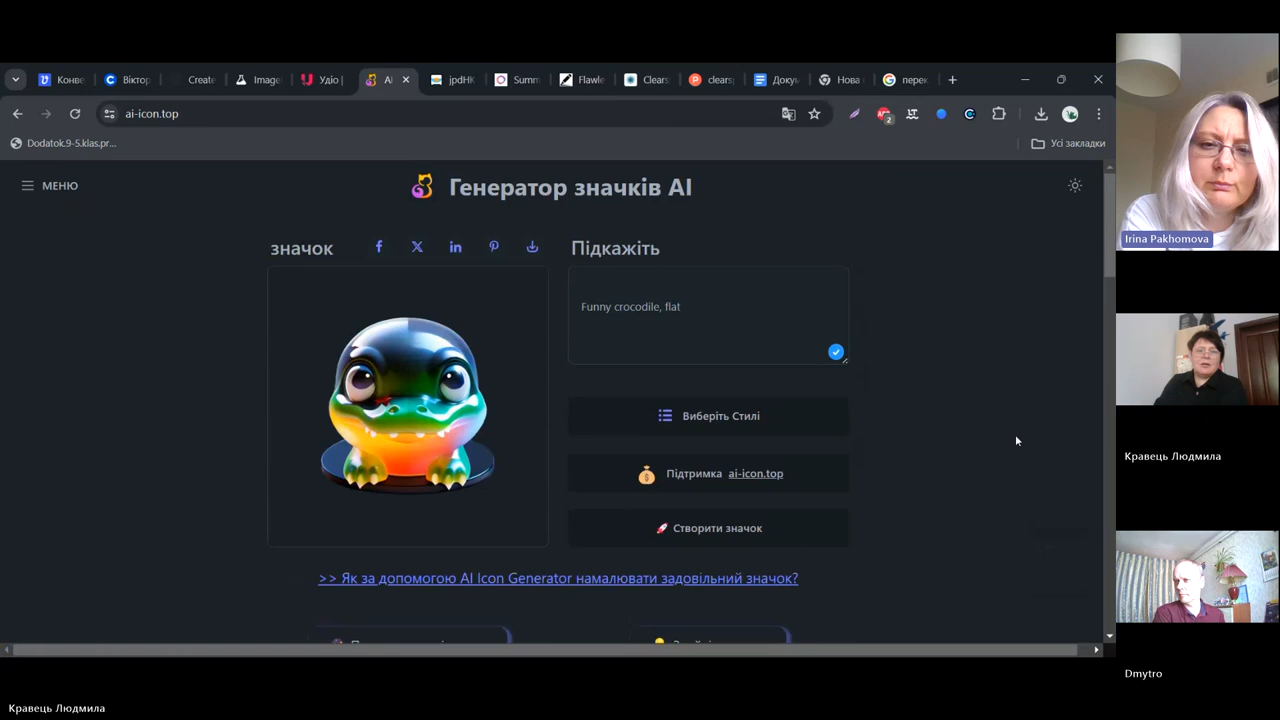 Конве
Віктор
Create
Image
Удіо |
Ai
jpdHK
Summ
Flawle
Clears
clears
Докум
Нова
перек
ai-icon.top
2
Dodatok.9-5.klas.pr...
Усі закладки
МЕНЮ
Генератор значків AI
значок
Підкажіть
Funny crocodile, flat
Виберіть Стилі
Підтримка ai-icon.top
Створити значок
>> Як за допомогою AI Icon Generator намалювати задовільний значок?
Irina Pakhomova
Кравець Людмила
Dmytro
Кравець Людмила